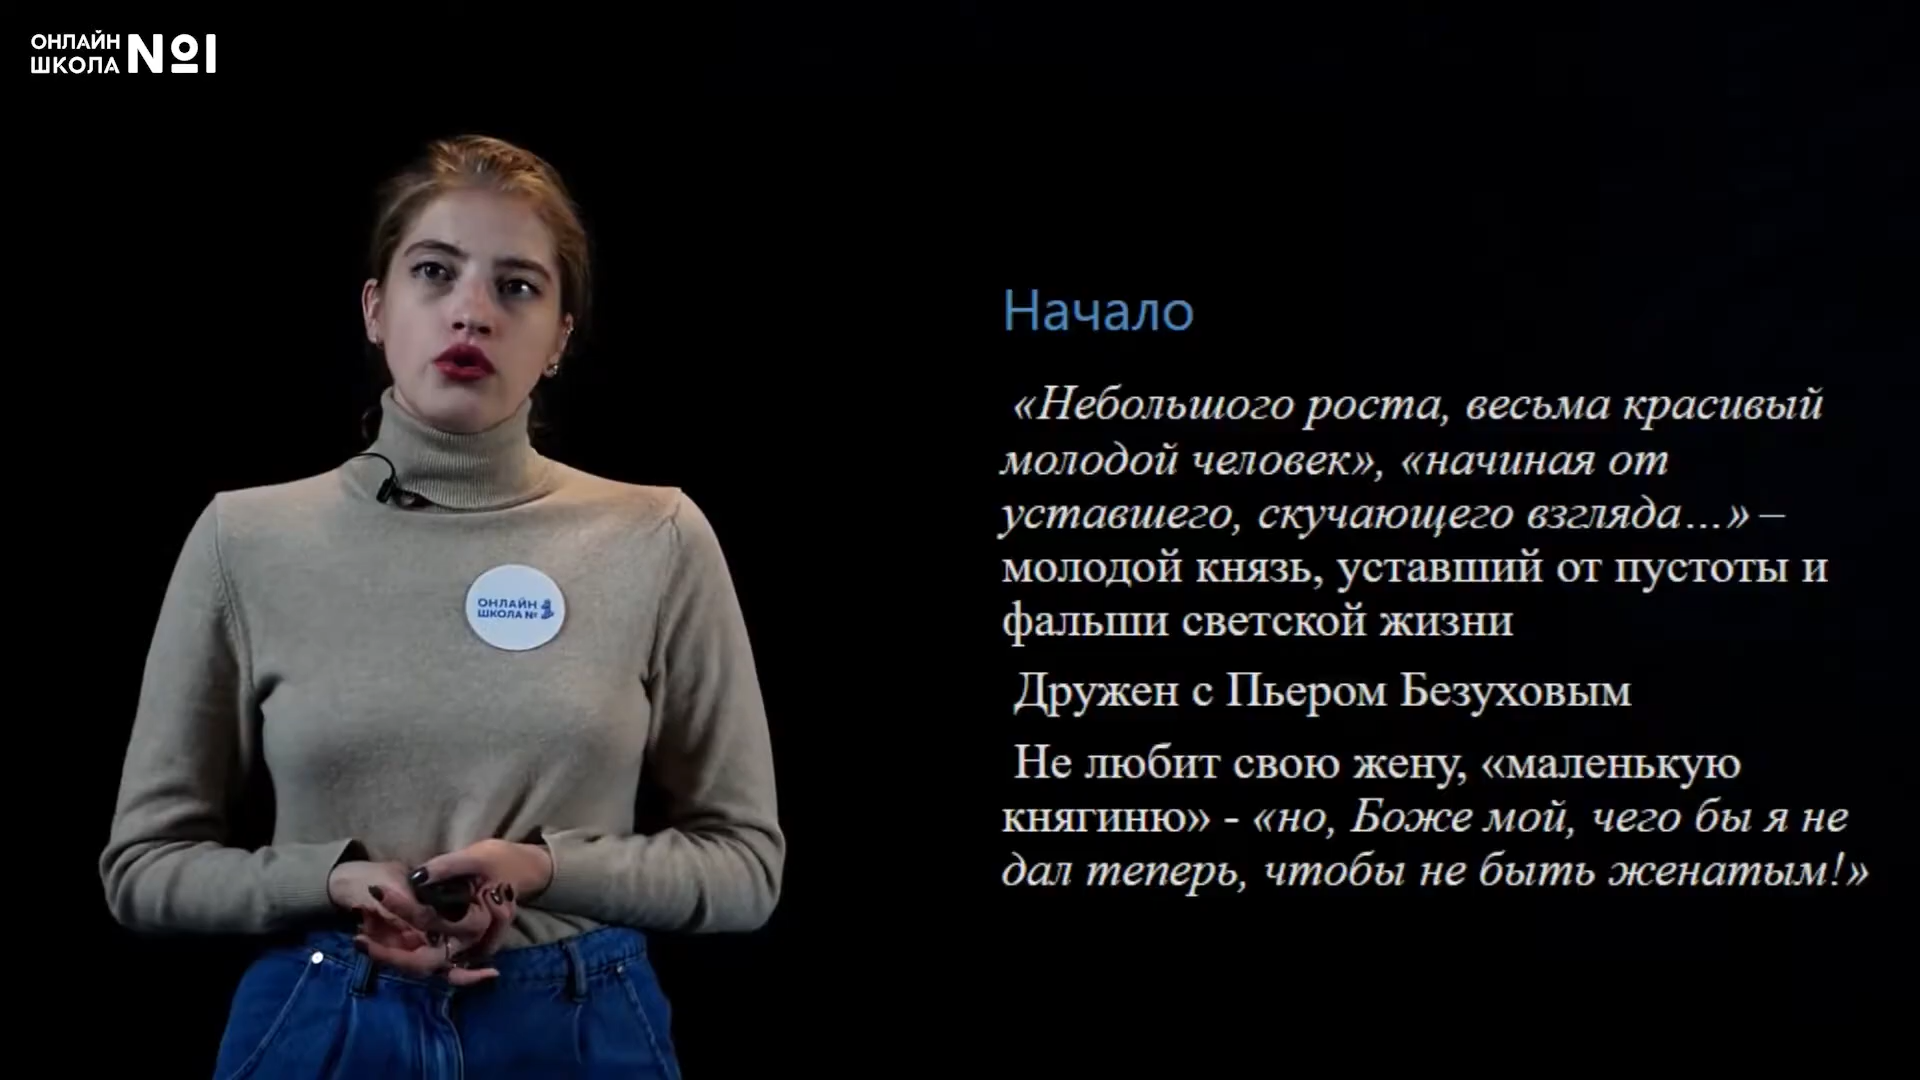 ОНЛАЙН
ШКОЛА №1
ОНЛАЙН
ШКОЛА №
Начало
«Небольшого роста, весьма красивый
молодой человек», «начиная от
уставшего, скучающего взгляда…» –
молодой князь, уставший от пустоты и
фальши светской жизни
Дружен с Пьером Безуховым
Не любит свою жену, «маленькую
княгиню» - «но, Боже мой, чего бы я не
дал теперь, чтобы не быть женатым!»